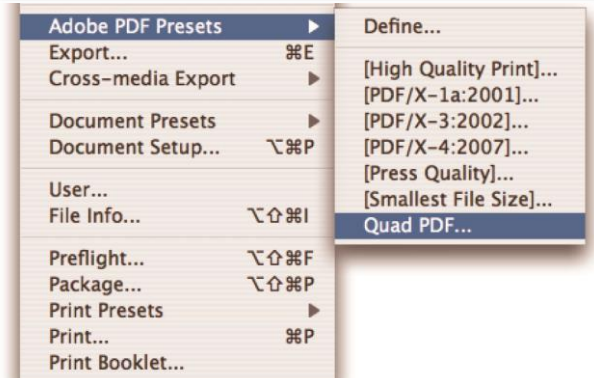 Adobe PDF Presets ▶
Export... ⌘E
Cross-media Export ▶
Document Presets ▶
Document Setup... ⌥⌘P
User...
File Info... ⌥⇧⌘I
Preflight... ⌥⇧⌘F
Package... ⌥⇧⌘P
Print Presets ▶
Print... ⌘P
Print Booklet...
Define...
[High Quality Print]...
[PDF/X-1a:2001]...
[PDF/X-3:2002]...
[PDF/X-4:2007]...
[Press Quality]...
[Smallest File Size]...
Quad PDF...